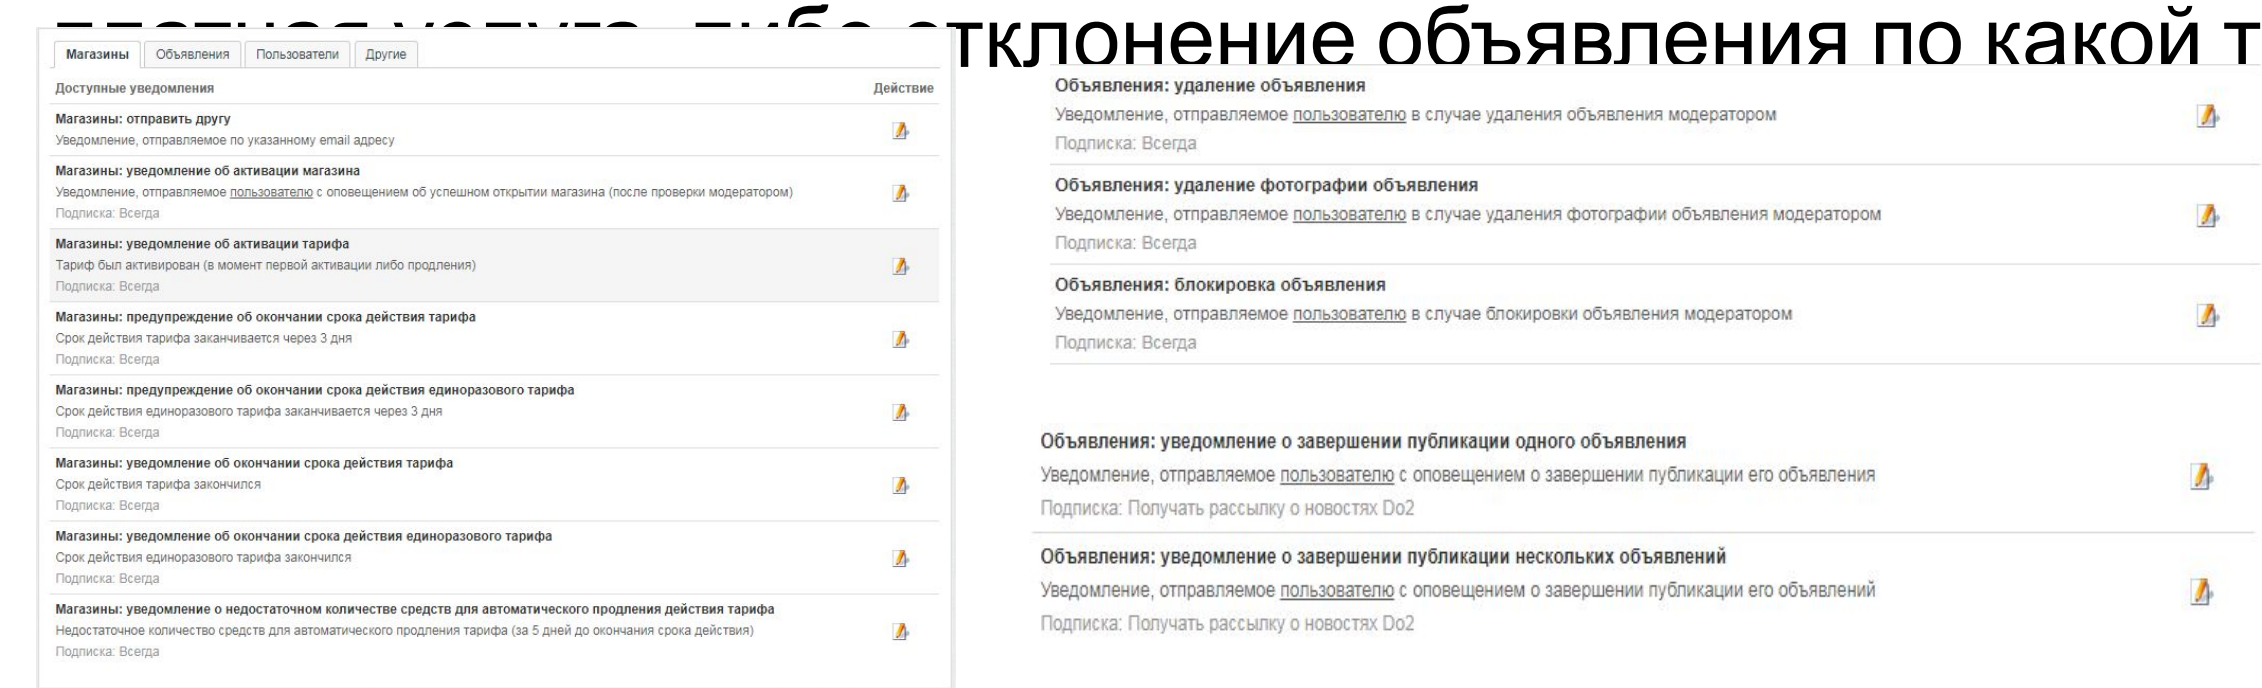 платная услуга, либо отклонение объявления по какой т
Магазины Объявления Пользователи Другие
Доступные уведомления Действие
Магазины: отправить другу
Уведомление, отправляемое по указанному email адресу
Магазины: уведомление об активации магазина
Уведомление, отправляемое пользователю с оповещением об успешном открытии магазина (после проверки модератором)
Подписка: Всегда
Магазины: уведомление об активации тарифа
Тариф был активирован (в момент первой активации либо продления)
Подписка: Всегда
Магазины: предупреждение об окончании срока действия тарифа
Срок действия тарифа заканчивается через 3 дня
Подписка: Всегда
Магазины: предупреждение об окончании срока действия единоразового тарифа
Срок действия единоразового тарифа заканчивается через 3 дня
Подписка: Всегда
Магазины: уведомление об окончании срока действия тарифа
Срок действия тарифа закончился
Подписка: Всегда
Магазины: уведомление об окончании срока действия единоразового тарифа
Срок действия единоразового тарифа закончился
Подписка: Всегда
Магазины: уведомление о недостаточном количестве средств для автоматического продления действия тарифа
Недостаточное количество средств для автоматического продления тарифа (за 5 дней до окончания срока действия)
Подписка: Всегда
Объявления: удаление объявления
Уведомление, отправляемое пользователю в случае удаления объявления модератором
Подписка: Всегда
Объявления: удаление фотографии объявления
Уведомление, отправляемое пользователю в случае удаления фотографии объявления модератором
Подписка: Всегда
Объявления: блокировка объявления
Уведомление, отправляемое пользователю в случае блокировки объявления модератором
Подписка: Всегда
Объявления: уведомление о завершении публикации одного объявления
Уведомление, отправляемое пользователю с оповещением о завершении публикации его объявления
Подписка: Получать рассылку о новостях Do2
Объявления: уведомление о завершении публикации нескольких объявлений
Уведомление, отправляемое пользователю с оповещением о завершении публикации его объявлений
Подписка: Получать рассылку о новостях Do2